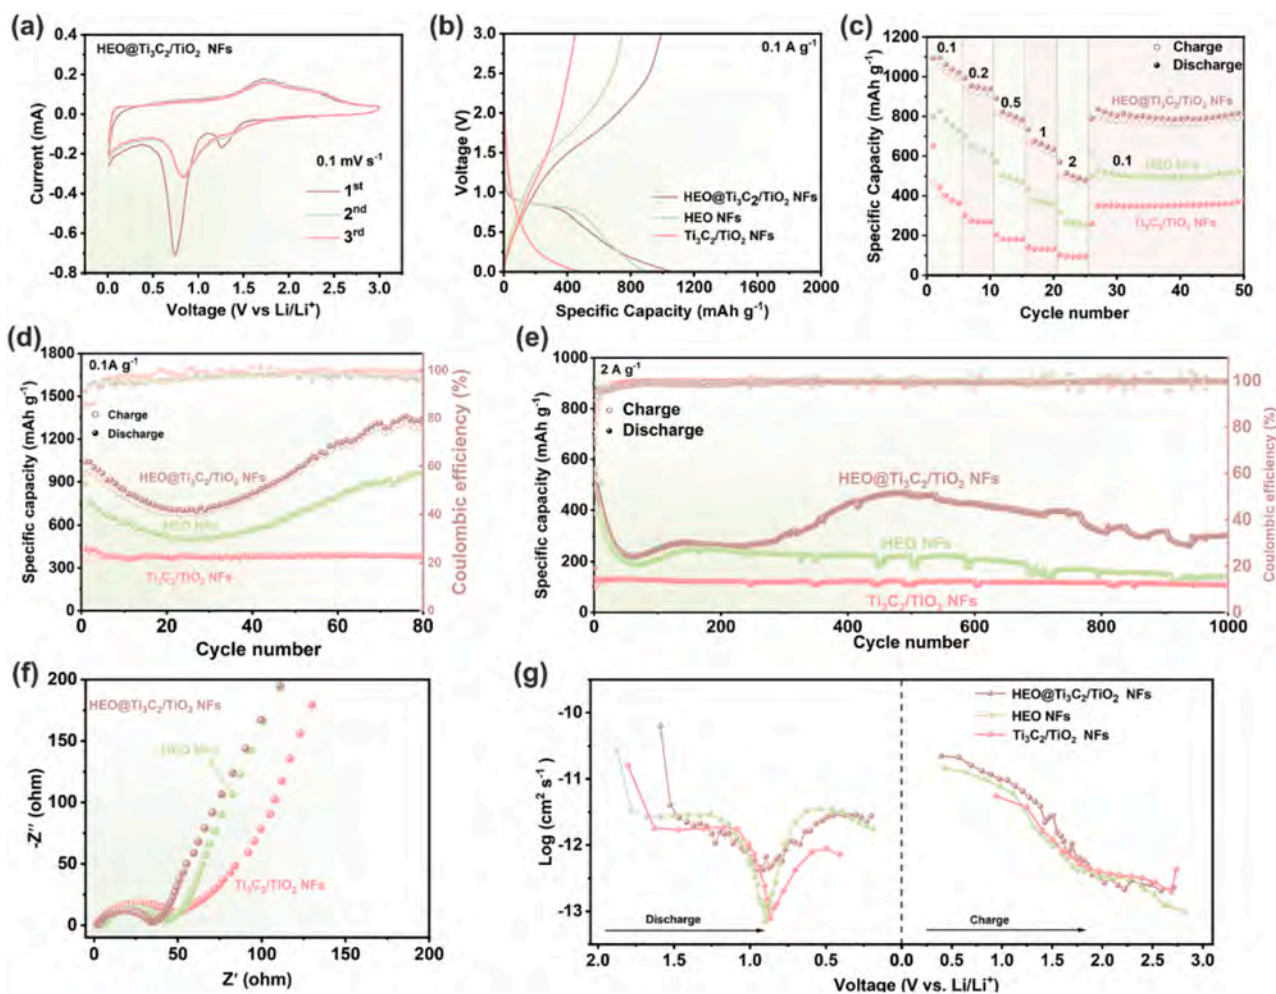 (a)
HEO@Ti₃C₂/TiO₂ NFs
0.4
0.2
0.0
-0.2
-0.4
-0.6
-0.8
Current (mA)
0.1 mV s⁻¹
1ˢᵗ
2ⁿᵈ
3ʳᵈ
0.0 0.5 1.0 1.5 2.0 2.5 3.0
Voltage (V vs Li/Li⁺)
(b)
0.1 A g⁻¹
3.0
2.5
2.0
1.5
1.0
0.5
0.0
Voltage (V)
HEO@Ti₃C₂/TiO₂ NFs
HEO NFs
Ti₃C₂/TiO₂ NFs
0 400 800 1200 1600 2000
Specific Capacity (mAh g⁻¹)
(c)
1200
1000
800
600
400
200
0
Specific Capacity (mAh g⁻¹)
0.1
0.2
0.5
1
2
0.1
Charge
Discharge
HEO@Ti₃C₂/TiO₂ NFs
HEO NFs
Ti₃C₂/TiO₂ NFs
0 10 20 30 40 50
Cycle number
(d)
0.1A g⁻¹
1800
1500
1200
900
600
300
0
Specific capacity (mAh g⁻¹)
Charge
Discharge
HEO@Ti₃C₂/TiO₂ NFs
HEO NFs
Ti₃C₂/TiO₂ NFs
100
80
60
40
20
0
Coulombic efficiency (%)
0 20 40 60 80
Cycle number
(e)
2 A g⁻¹
1000
800
600
400
200
0
Specific capacity (mAh g⁻¹)
Charge
Discharge
HEO@Ti₃C₂/TiO₂ NFs
HEO NFs
Ti₃C₂/TiO₂ NFs
100
80
60
40
20
0
Coulombic efficiency (%)
0 200 400 600 800 1000
Cycle number
(f)
200
150
100
50
0
-Z″ (ohm)
HEO@Ti₃C₂/TiO₂ NFs
HEO NFs
Ti₃C₂/TiO₂ NFs
0 50 100 150 200
Z′ (ohm)
(g)
-10
-11
-12
-13
Log (cm² s⁻¹)
HEO@Ti₃C₂/TiO₂ NFs
HEO NFs
Ti₃C₂/TiO₂ NFs
Discharge
Charge
2.0 1.5 1.0 0.5 0.0 0.5 1.0 1.5 2.0 2.5 3.0
Voltage (V vs. Li/Li⁺)